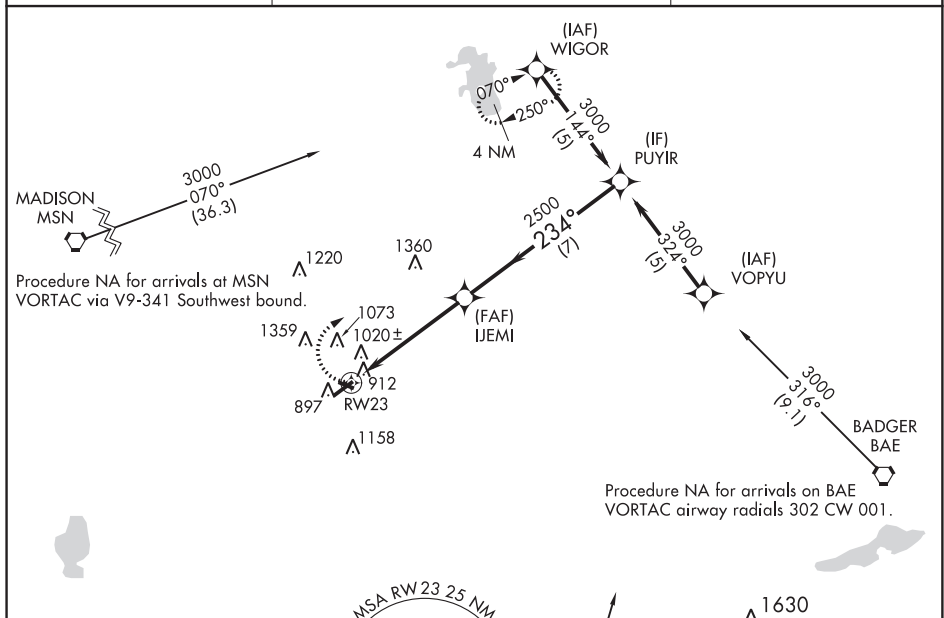 (IAF)
WIGOR
070°
250°
4 NM
3000
144°
(5)
(IF)
PUYIR
3000
070°
(36.3)
MADISON
MSN
Procedure NA for arrivals at MSN
VORTAC via V9-341 Southwest bound.
2500
234°
(7)
3000
324°
(5)
(IAF)
VOPYU
1220
1360
(FAF)
IJEMI
1359
1073
1020±
912
897
RW23
1158
3000
316°
(9.1)
BADGER
BAE
Procedure NA for arrivals on BAE
VORTAC airway radials 302 CW 001.
MSA RW23 25 NM
1630